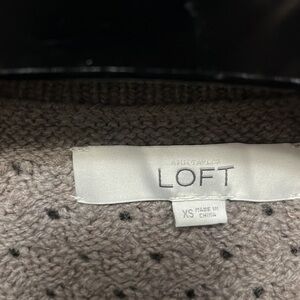 ANN TAYLOR
LOFT
XS MADE IN
CHINA